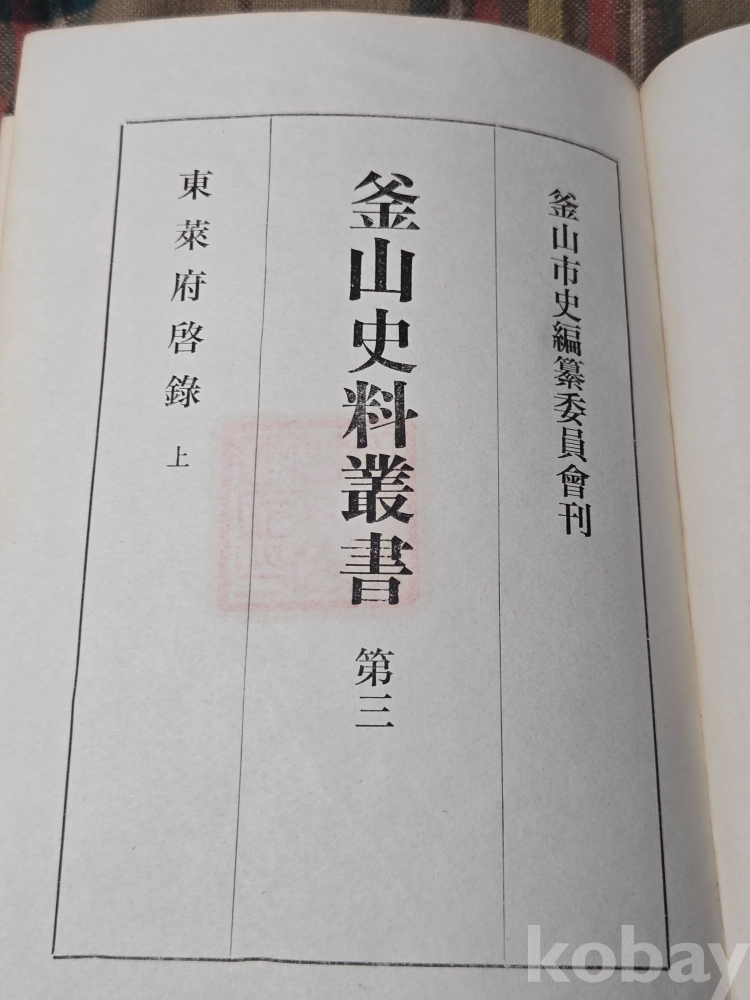 釜山市史編纂委員會刊
釜山史料叢書 第三
東萊府啓錄 上
kobay